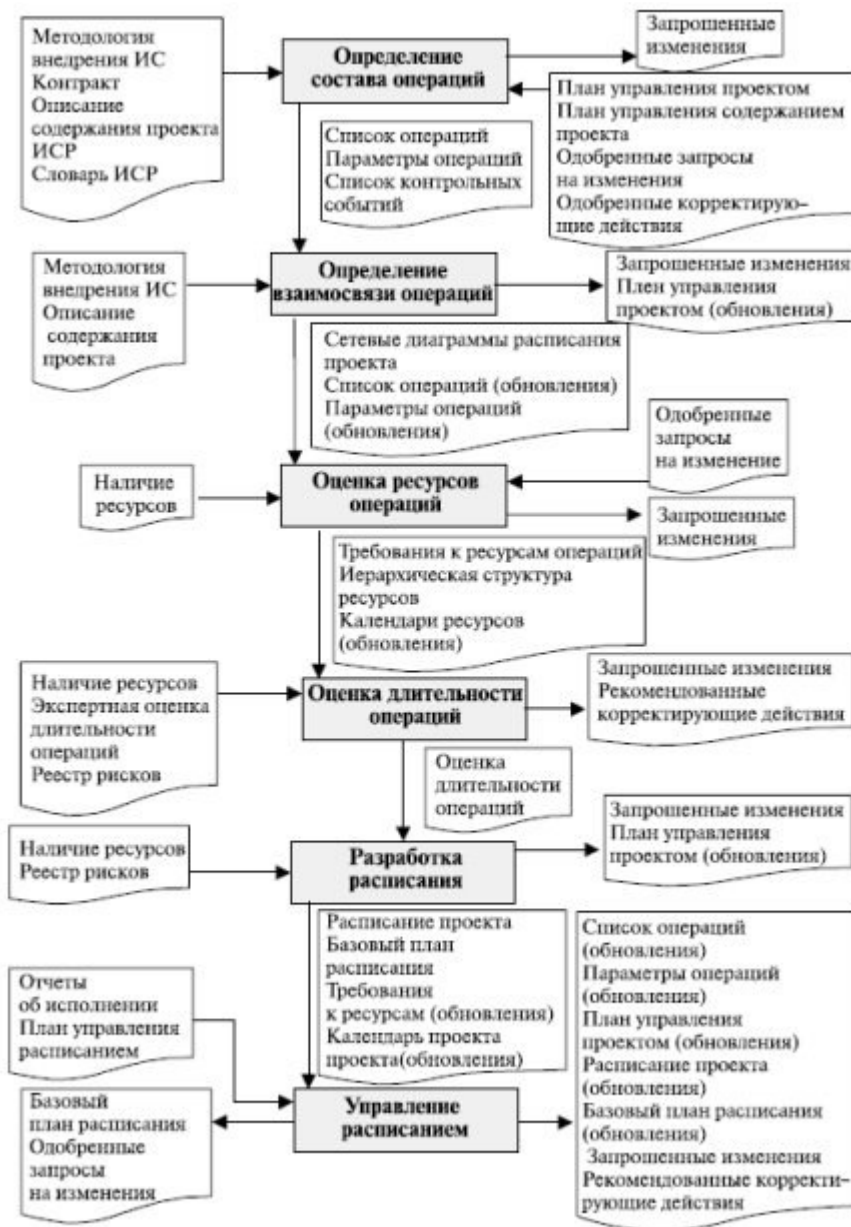 Методология
внедрения ИС
Контракт
Описание
содержания проекта
ИСР
Словарь ИСР
Определение
состава операций
Запрошенные
изменения
План управления проектом
План управления содержанием
проекта
Одобренные запросы
на изменения
Одобренные корректирую–
щие действия
Список операций
Параметры операций
Список контрольных
событий
Методология
внедрения ИС
Описание
содержания
проекта
Определение
взаимосвязи операций
Запрошенные изменения
Плен управления
проектом (обновления)
Сетевые диаграммы расписания
проекта
Список операций (обновления)
Параметры операций
(обновления)
Одобренные
запросы
на изменение
Наличие
ресурсов
Оценка ресурсов
операций
Запрошенные
изменения
Требования к ресурсам операций
Иерархическая структура
ресурсов
Календари ресурсов
(обновления)
Наличие ресурсов
Экспертная оценка
длительности
операций
Реестр рисков
Оценка длительности
операций
Запрошенные изменения
Рекомендованные
корректирующие действия
Оценка
длительности
операций
Наличие ресурсов
Реестр рисков
Разработка
расписания
Запрошенные изменения
План управления
проектом (обновления)
Расписание проекта
Базовый план
расписания
Требования
к ресурсам (обновления)
Календарь проекта
проекта(обновления)
Отчеты
об исполнении
План управления
расписанием
Управление
расписанием
Базовый
план расписания
Одобренные
запросы
на изменения
Список операций
(обновления)
Параметры операций
(обновления)
План управления
проектом (обновления)
Расписание проекта
(обновления)
Базовый план расписания
(обновления)
Запрошенные изменения
Рекомендованные корректи–
рующие действия